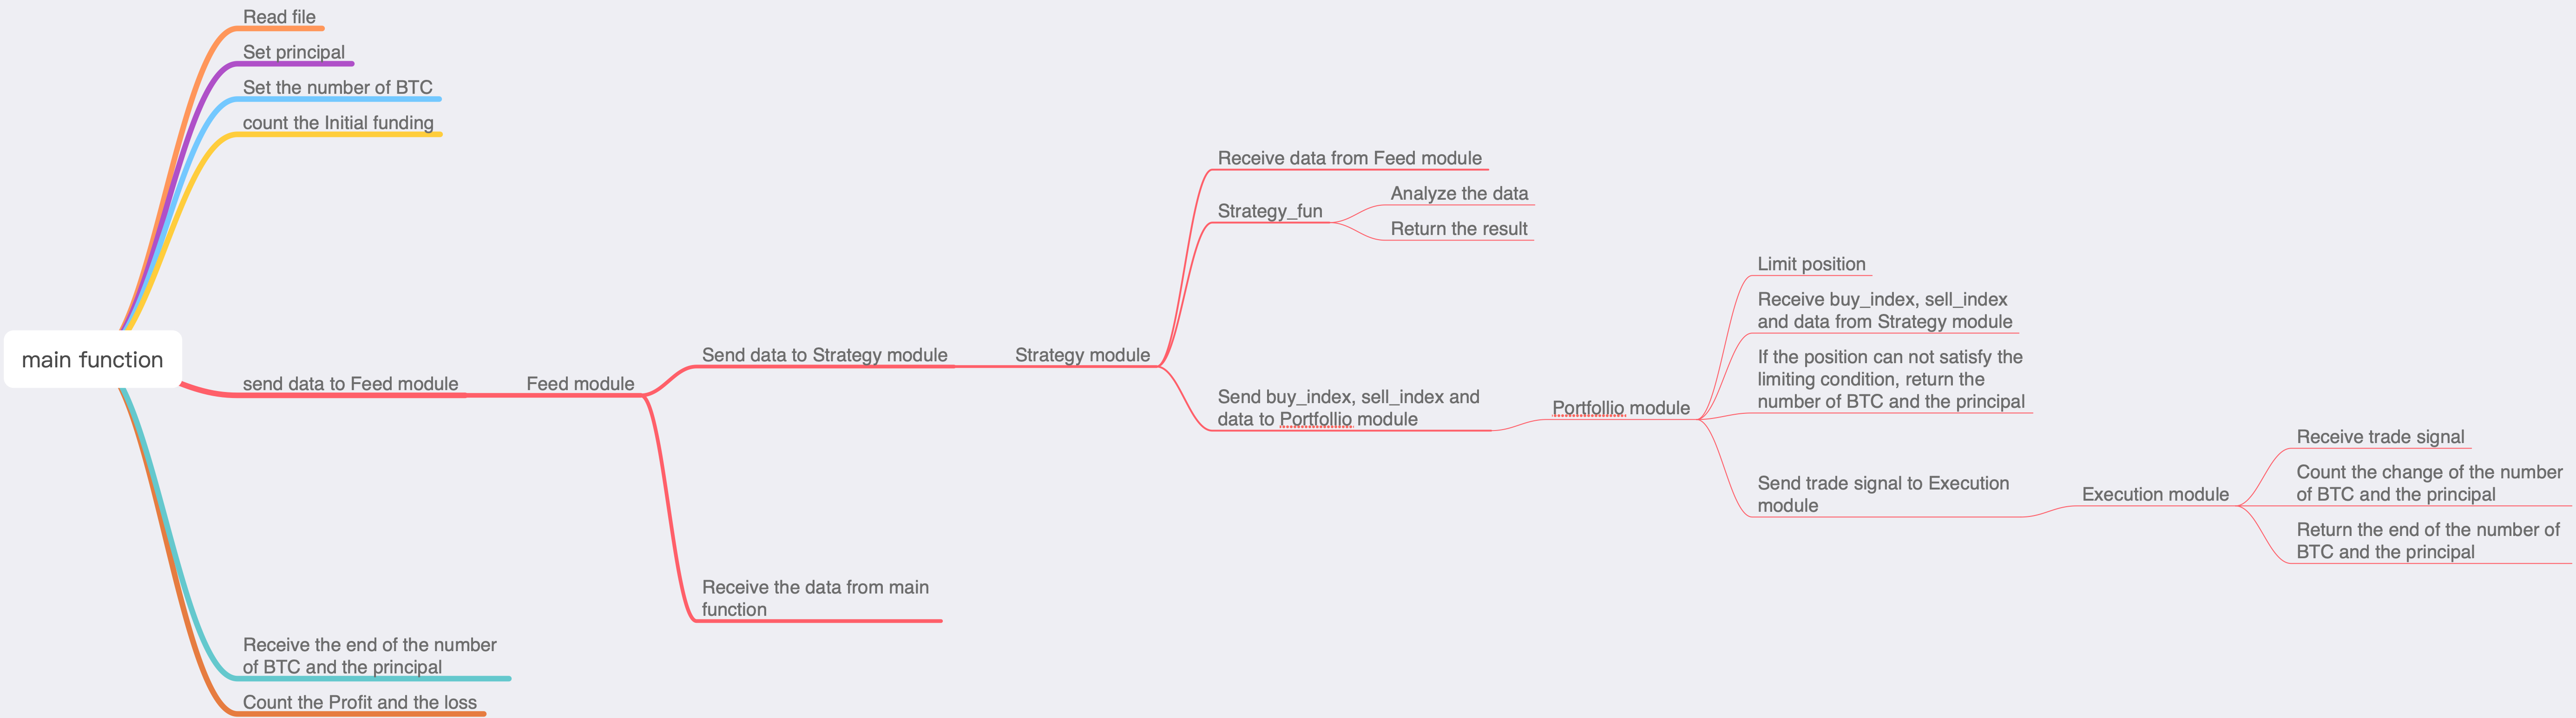 Read file
Set principal
Set the number of BTC
count the Initial funding
main function
send data to Feed module
Feed module
Send data to Strategy module
Strategy module
Receive data from Feed module
Strategy_fun
Analyze the data
Return the result
Send buy_index, sell_index and
data to Portfollio module
Portfollio module
Limit position
Receive buy_index, sell_index
and data from Strategy module
If the position can not satisfy the
limiting condition, return the
number of BTC and the principal
Send trade signal to Execution
module
Execution module
Receive trade signal
Count the change of the number
of BTC and the principal
Return the end of the number of
BTC and the principal
Receive the data from main
function
Receive the end of the number
of BTC and the principal
Count the Profit and the loss